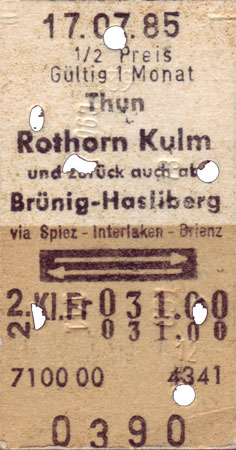 17.07.85
1/2 Preis
Gültig 1 Monat
Thun
Rothorn Kulm
und zurück auch ab
Brünig-Hasliberg
via Spiez - Interlaken - Brienz
2. Kl. Fr 031.00
2. 031.00
7100 00 4341
0390